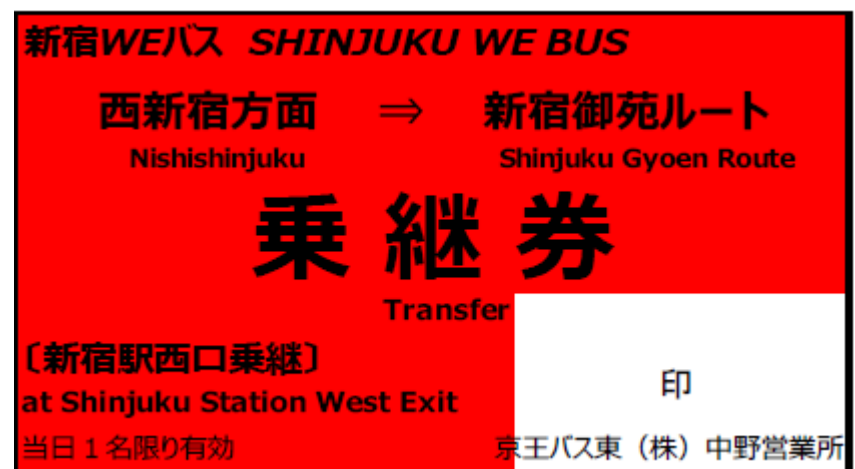 新宿WEバス SHINJUKU WE BUS
西新宿方面 ⇒ 新宿御苑ルート
Nishishinjuku Shinjuku Gyoen Route
乗継券
Transfer
〔新宿駅西口乗継〕
at Shinjuku Station West Exit
印
当日1名限り有効 京王バス東（株）中野営業所